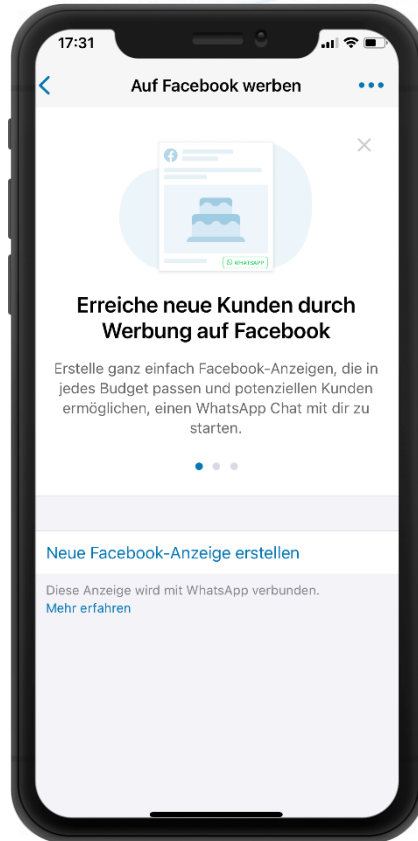 17:31
Auf Facebook werben
WHATSAPP
Erreiche neue Kunden durch
Werbung auf Facebook
Erstelle ganz einfach Facebook-Anzeigen, die in
jedes Budget passen und potenziellen Kunden
ermöglichen, einen WhatsApp Chat mit dir zu
starten.
Neue Facebook-Anzeige erstellen
Diese Anzeige wird mit WhatsApp verbunden.
Mehr erfahren